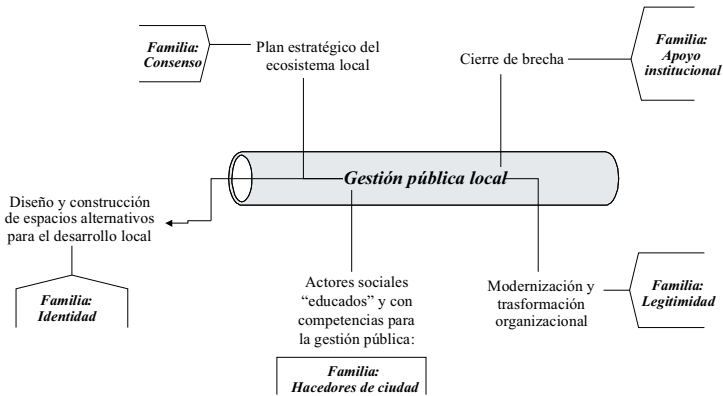 Familia:
Consenso
Plan estratégico del
ecosistema local
Cierre de brecha
Familia:
Apoyo
institucional
Gestión pública local
Diseño y construcción
de espacios alternativos
para el desarrollo local
Familia:
Identidad
Actores sociales
“educados” y con
competencias para
la gestión pública:
Familia:
Hacedores de ciudad
Modernización y
trasformación
organizacional
Familia:
Legitimidad